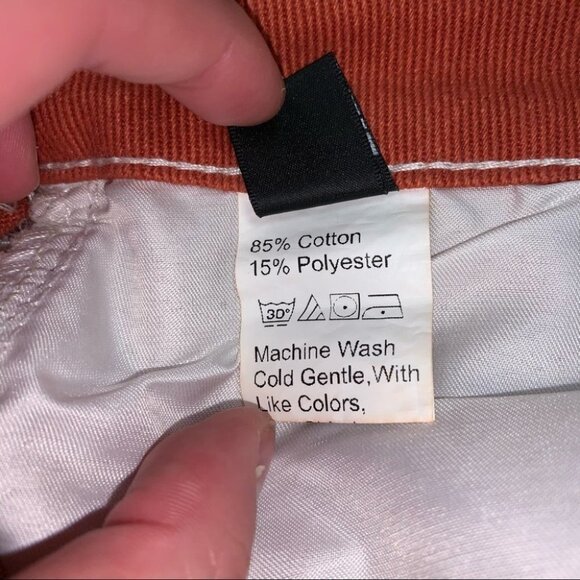 85% Cotton
15% Polyester
30°
Machine Wash
Cold Gentle,With
Like Colors,